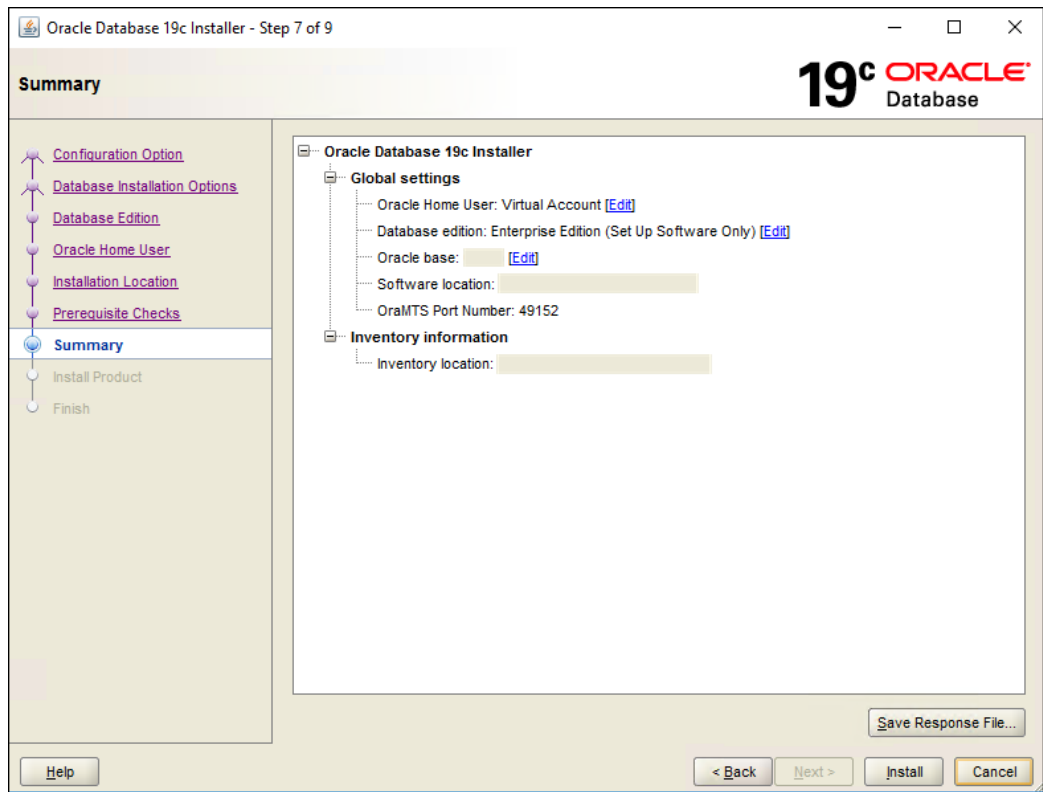 Oracle Database 19c Installer - Step 7 of 9
Summary
19c ORACLE
Database
Configuration Option
Database Installation Options
Database Edition
Oracle Home User
Installation Location
Prerequisite Checks
Summary
Install Product
Finish
Oracle Database 19c Installer
Global settings
Oracle Home User: Virtual Account [Edit]
Database edition: Enterprise Edition (Set Up Software Only) [Edit]
Oracle base: [Edit]
Software location:
OraMTS Port Number: 49152
Inventory information
Inventory location:
Save Response File...
Help
< Back
Next >
Install
Cancel